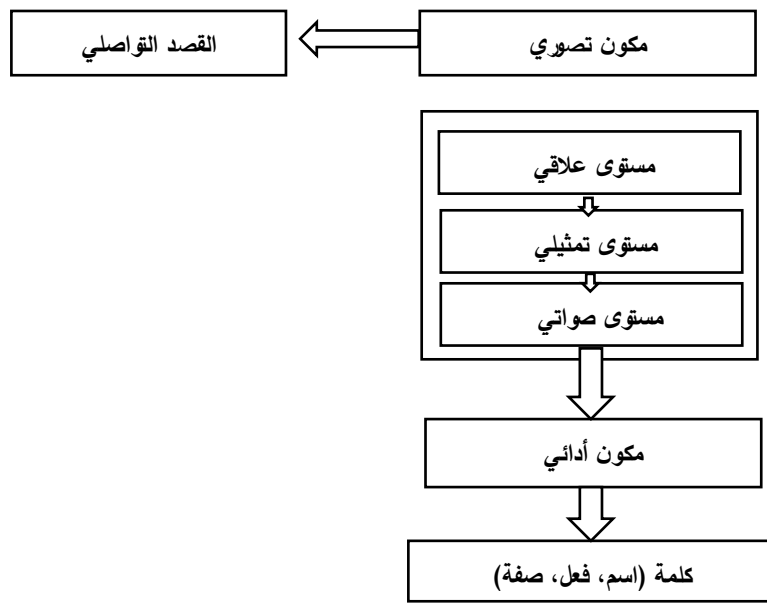 مكون تصوري
القصد التواصلي
مستوى علاقي
مستوى تمثيلي
مستوى صواتي
مكون أدائي
كلمة (اسم، فعل، صفة)